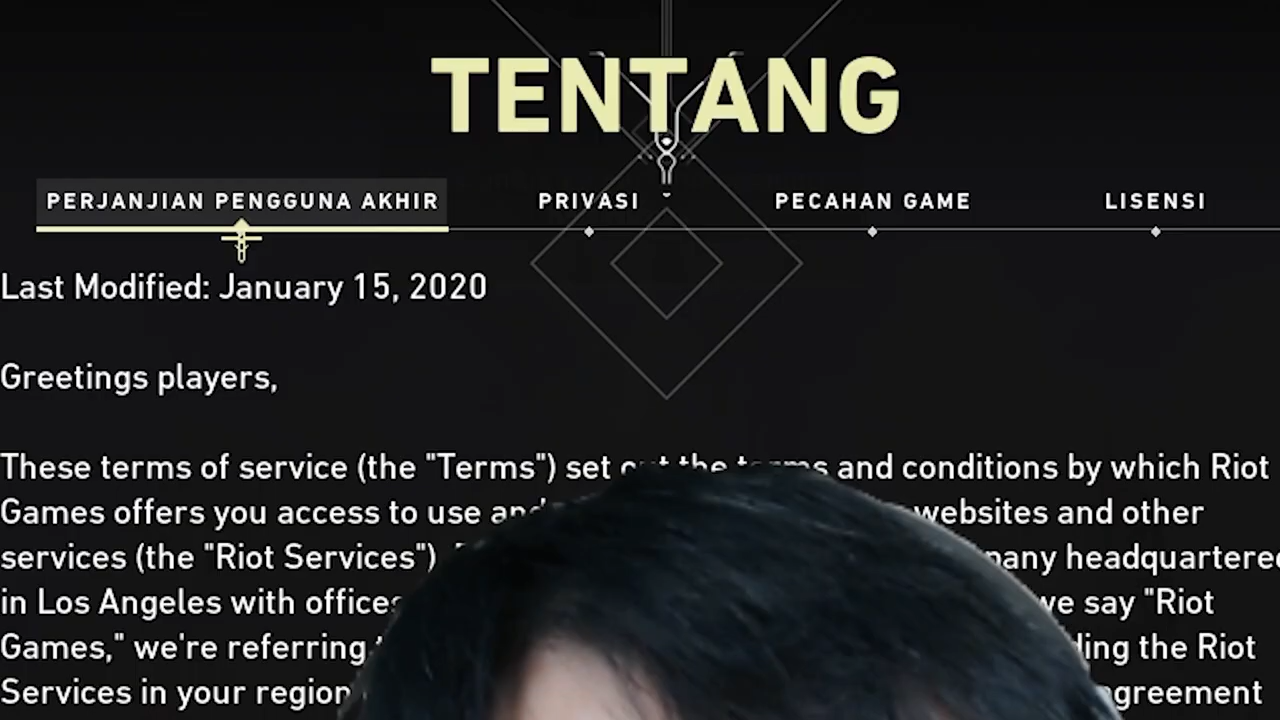 TENTANG
PERJANJIAN PENGGUNA AKHIR PRIVASI PECAHAN GAME LISENSI
Last Modified: January 15, 2020
Greetings players,
These terms of service (the "Terms") set out the terms and conditions by which Riot
Games offers you access to use and websites and other
services (the "Riot Services") headquartered
in Los Angeles with offices we say "Riot
Games," we're referring the Riot
Services in your region agreement